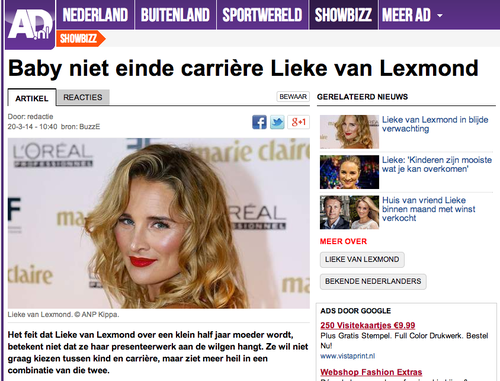 AD.nl
NEDERLAND BUITENLAND SPORTWERELD SHOWBIZZ MEER AD
SHOWBIZZ
Baby niet einde carrière Lieke van Lexmond
ARTIKEL REACTIES BEWAAR
Door: redactie
20-3-14 - 10:40 bron: BuzzE
+1
L'ORÉAL
PROFESSIONNEL
marie claire
ORÉAL
PROFESSIONNEL
marie
claire
Lieke van Lexmond. © ANP Kippa.
Het feit dat Lieke van Lexmond over een klein half jaar moeder wordt,
betekent niet dat ze haar presenteerwerk aan de wilgen hangt. Ze wil niet
graag kiezen tussen kind en carrière, maar ziet meer heil in een
combinatie van die twee.
GERELATEERD NIEUWS
Lieke van Lexmond in blijde
verwachting
Lieke: 'Kinderen zijn mooiste
wat je kan overkomen'
Huis van vriend Lieke
binnen maand met winst
verkocht
MEER OVER
LIEKE VAN LEXMOND
BEKENDE NEDERLANDERS
ADS DOOR GOOGLE
250 Visitekaartjes €9.99
Plus Gratis Stempel. Full Color Drukwerk. Bestel
Nu!
www.vistaprint.nl
Webshop Fashion Extras